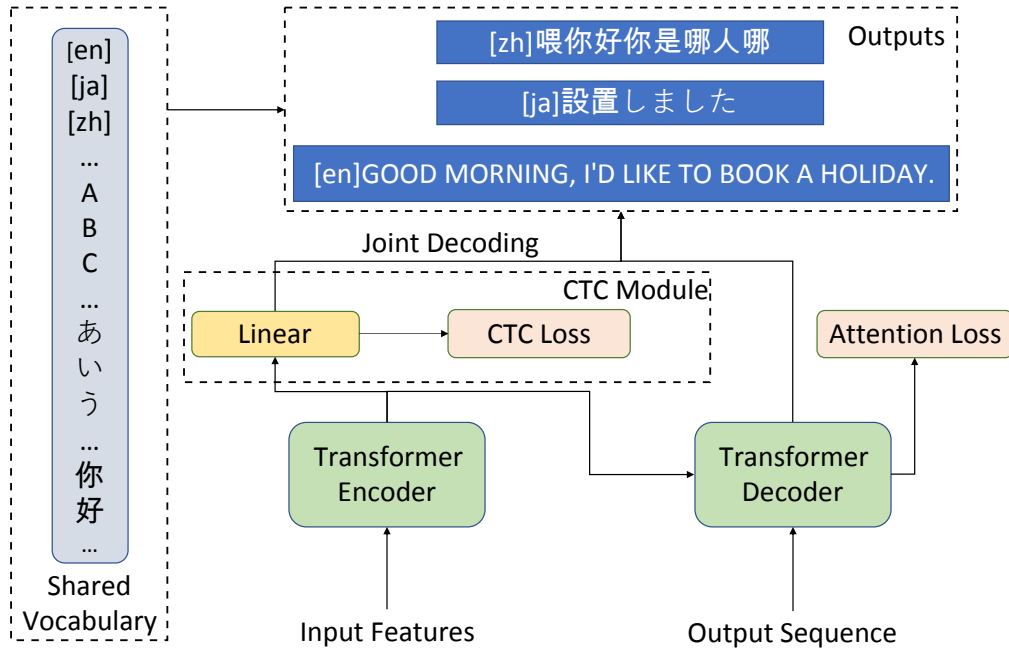 [en]
[ja]
[zh]
...
A
B
C
...
あ
い
う
...
你
好
...
Shared
Vocabulary
[zh]喂你好你是哪人哪
Outputs
[ja]設置しました
[en]GOOD MORNING, I'D LIKE TO BOOK A HOLIDAY.
Joint Decoding
CTC Module
Linear
CTC Loss
Attention Loss
Transformer
Encoder
Transformer
Decoder
Input Features
Output Sequence